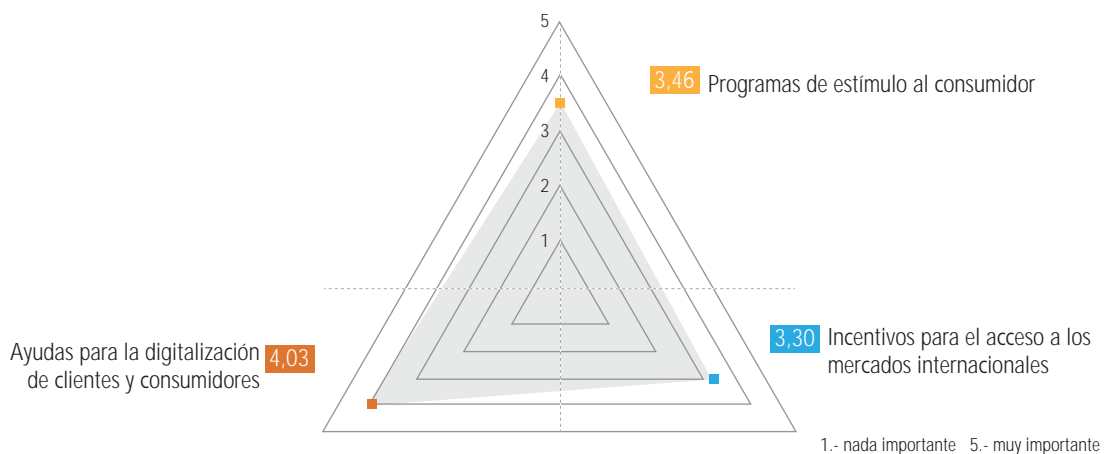 5
4
3
2
1
3,46 Programas de estímulo al consumidor
Ayudas para la digitalización
de clientes y consumidores
4,03
3,30
Incentivos para el acceso a los
mercados internacionales
1.- nada importante 5.- muy importante